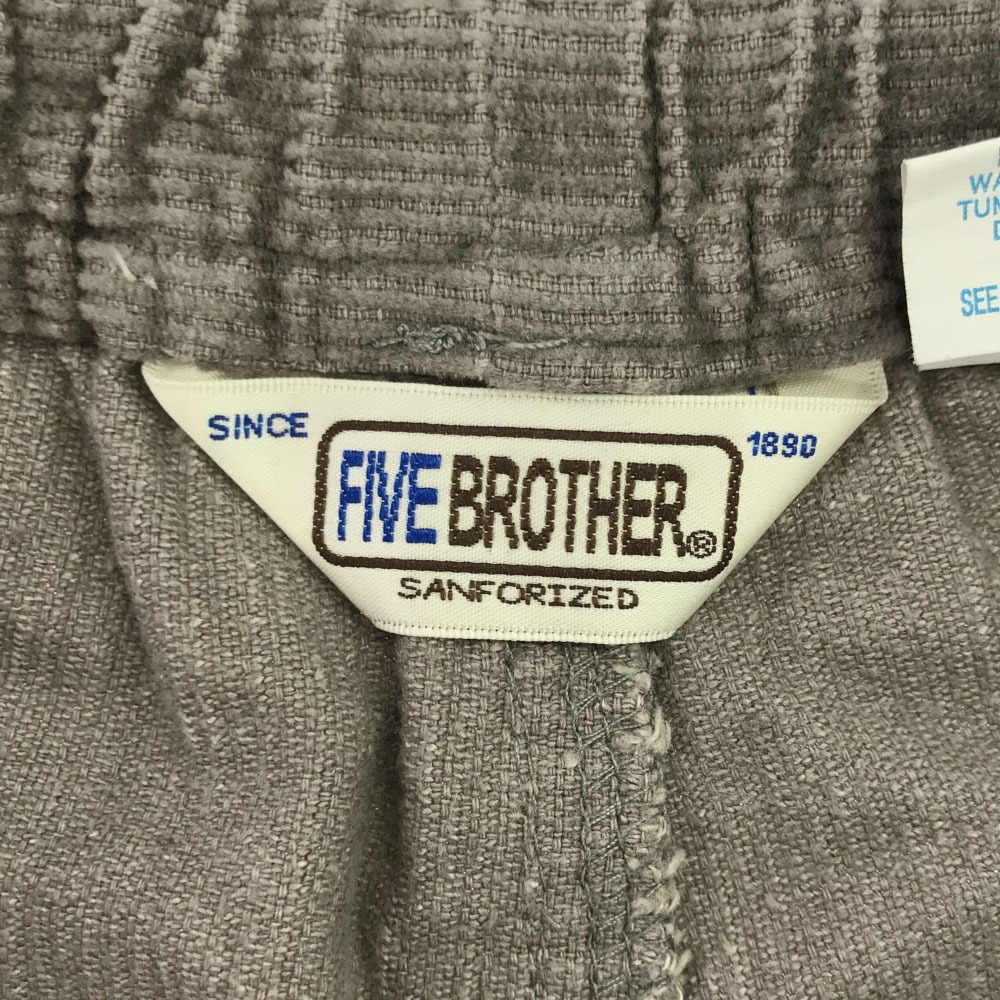 SINCE 1890
FIVE BROTHER®
SANFORIZED
SEE